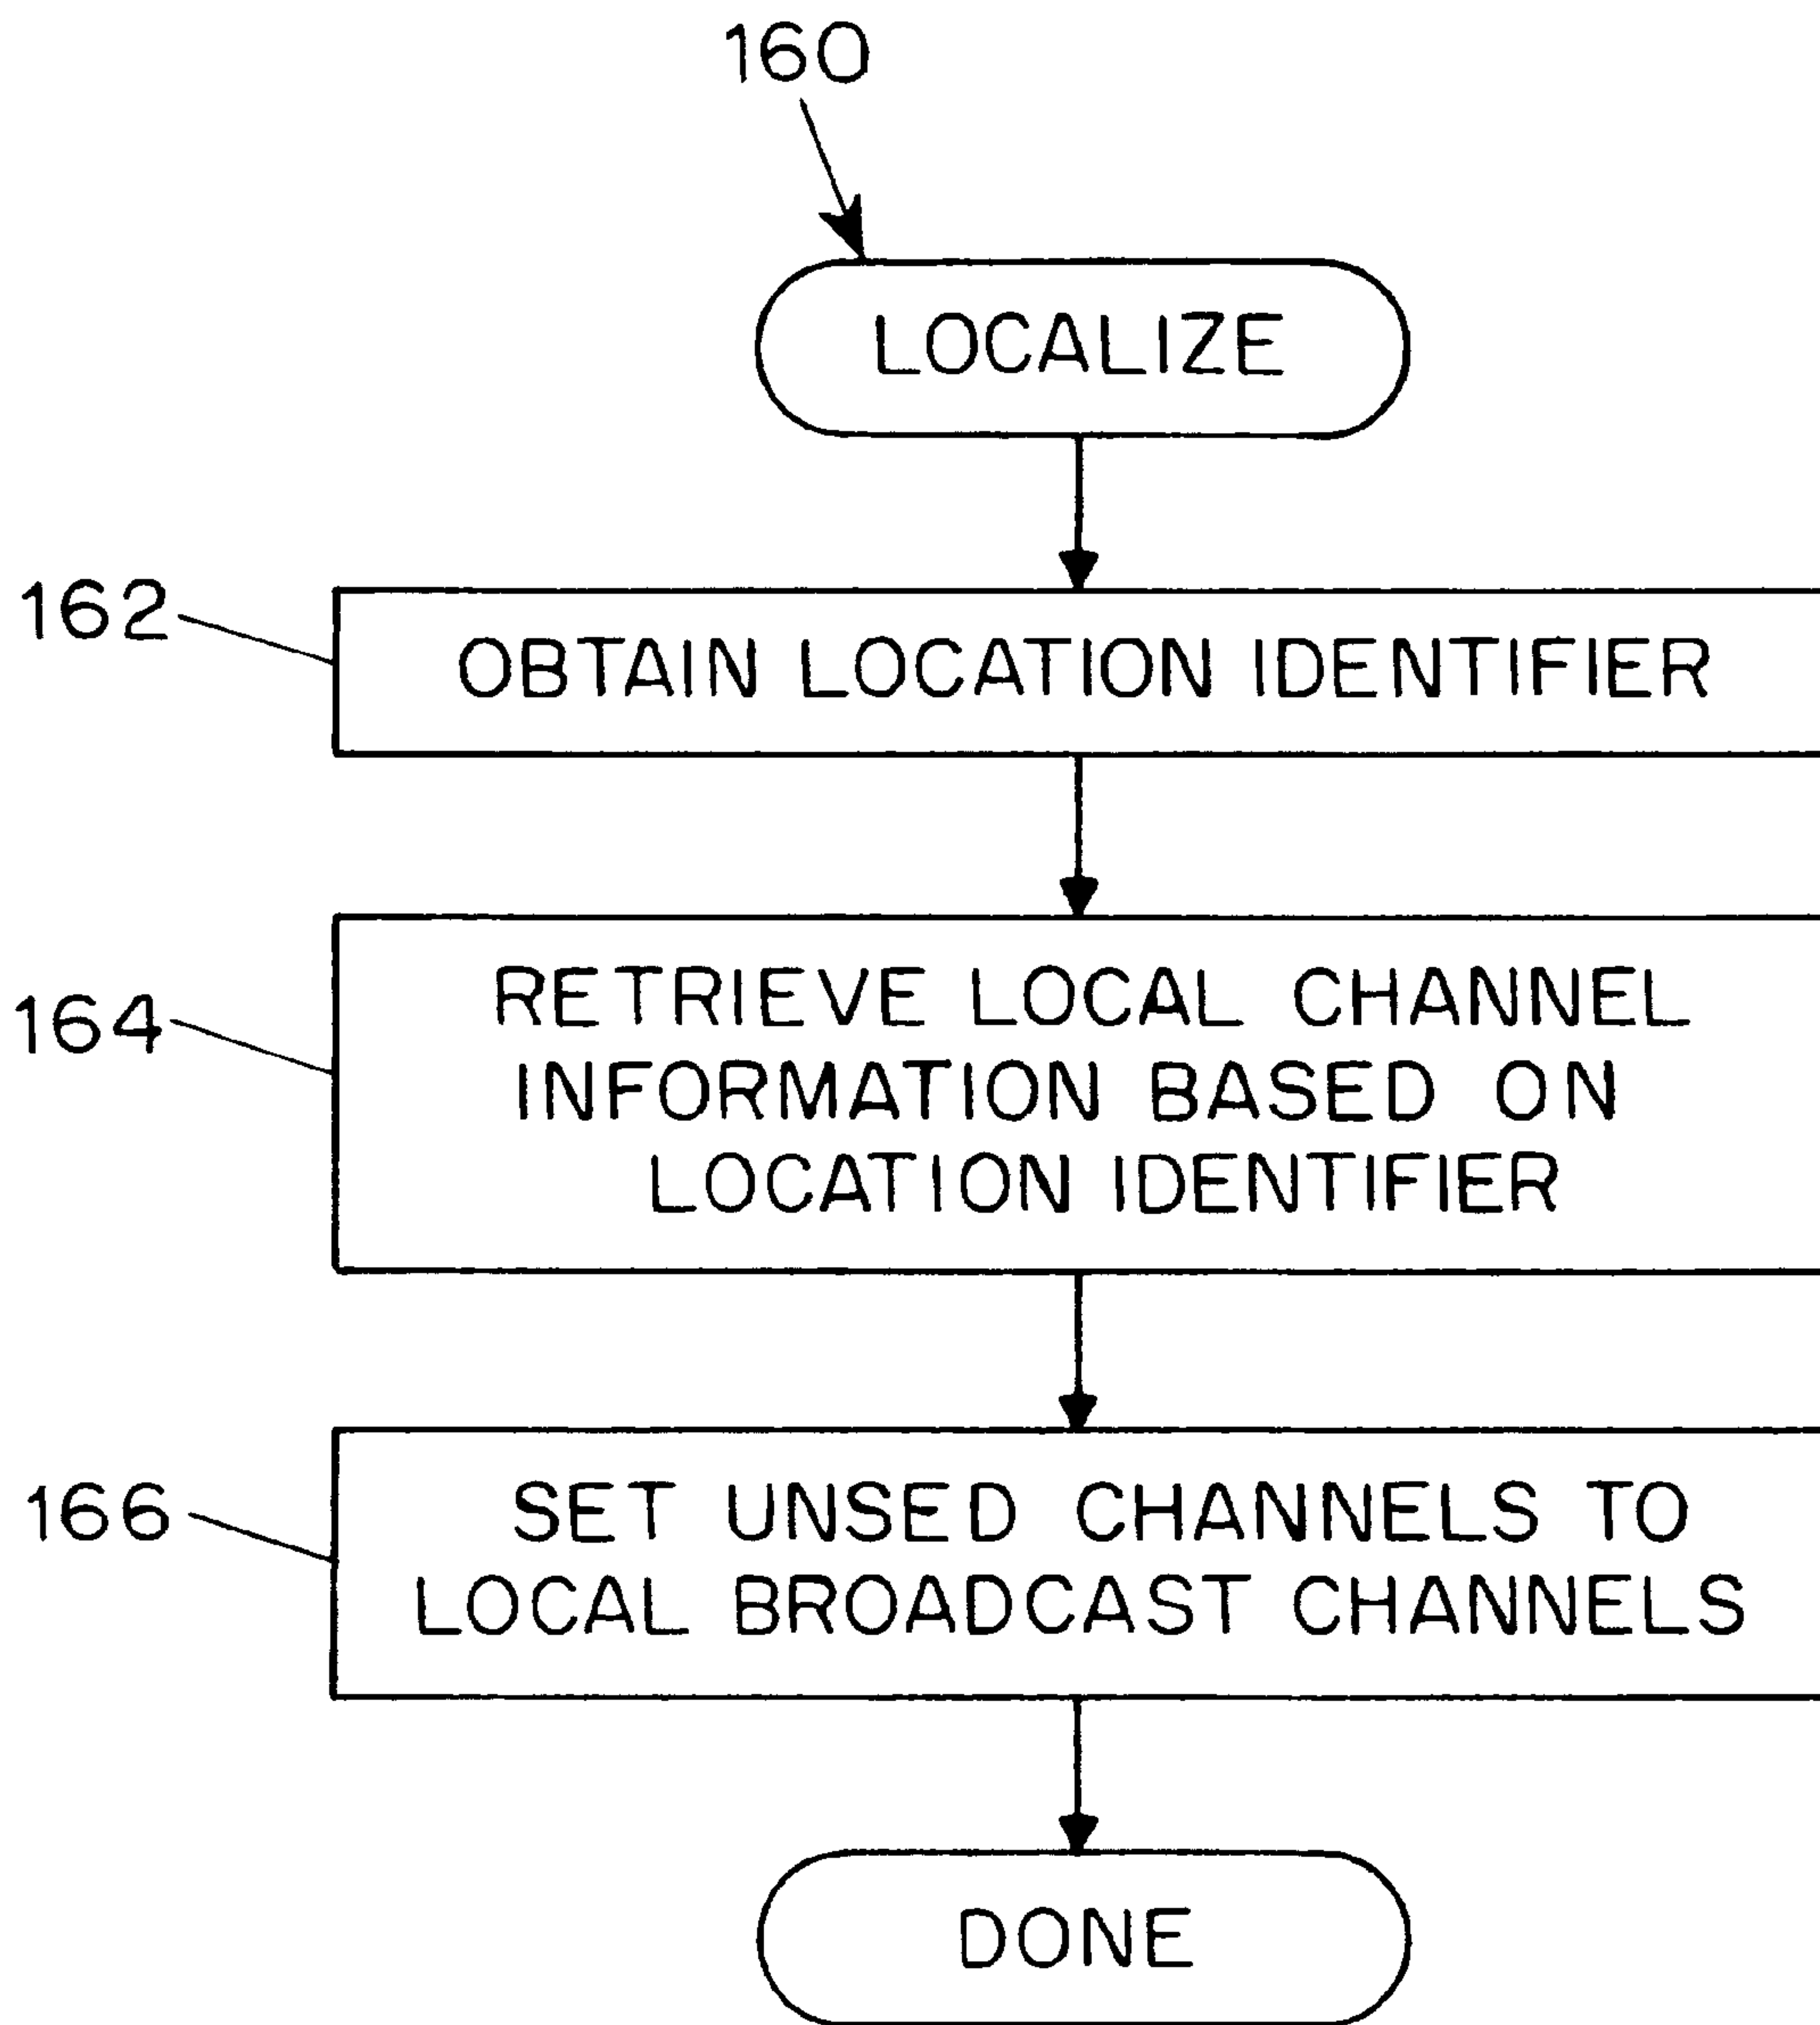 160
LOCALIZE
162
OBTAIN LOCATION IDENTIFIER
164
RETRIEVE LOCAL CHANNEL
INFORMATION BASED ON
LOCATION IDENTIFIER
166
SET UNSED CHANNELS TO
LOCAL BROADCAST CHANNELS
DONE